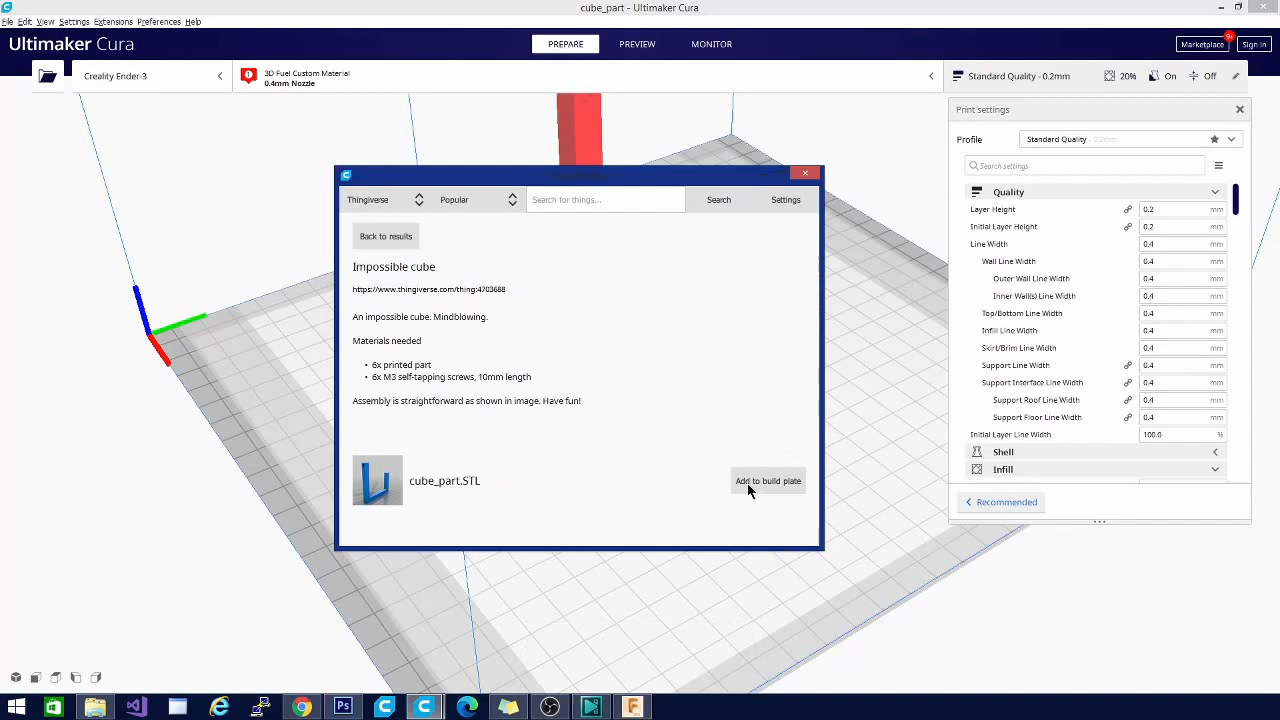 cube_part - Ultimaker Cura
File Edit View Settings Extensions Preferences Help
Ultimaker Cura
PREPARE PREVIEW MONITOR
Marketplace
Sign in
Creality Ender-3
3D Fuel Custom Material
0.4mm Nozzle
Standard Quality - 0.2mm 20% On Off
Print settings
Profile Standard Quality - 0.2mm
Search settings
Quality
Layer Height 0.2 mm
Initial Layer Height 0.2 mm
Line Width 0.4 mm
Wall Line Width 0.4 mm
Outer Wall Line Width 0.4 mm
Inner Wall(s) Line Width 0.4 mm
Top/Bottom Line Width 0.4 mm
Infill Line Width 0.4 mm
Skirt/Brim Line Width 0.4 mm
Support Line Width 0.4 mm
Support Interface Line Width 0.4 mm
Support Roof Line Width 0.4 mm
Support Floor Line Width 0.4 mm
Initial Layer Line Width 100.0 %
Shell
Infill
Recommended
Thingiverse Popular Search for things... Search Settings
Back to results
Impossible cube
https://www.thingiverse.com/thing:4703688
An impossible cube. Mindblowing.
Materials needed
• 6x printed part
• 6x M3 self-tapping screws, 10mm length
Assembly is straightforward as shown in image. Have fun!
cube_part.STL
Add to build plate
Ps